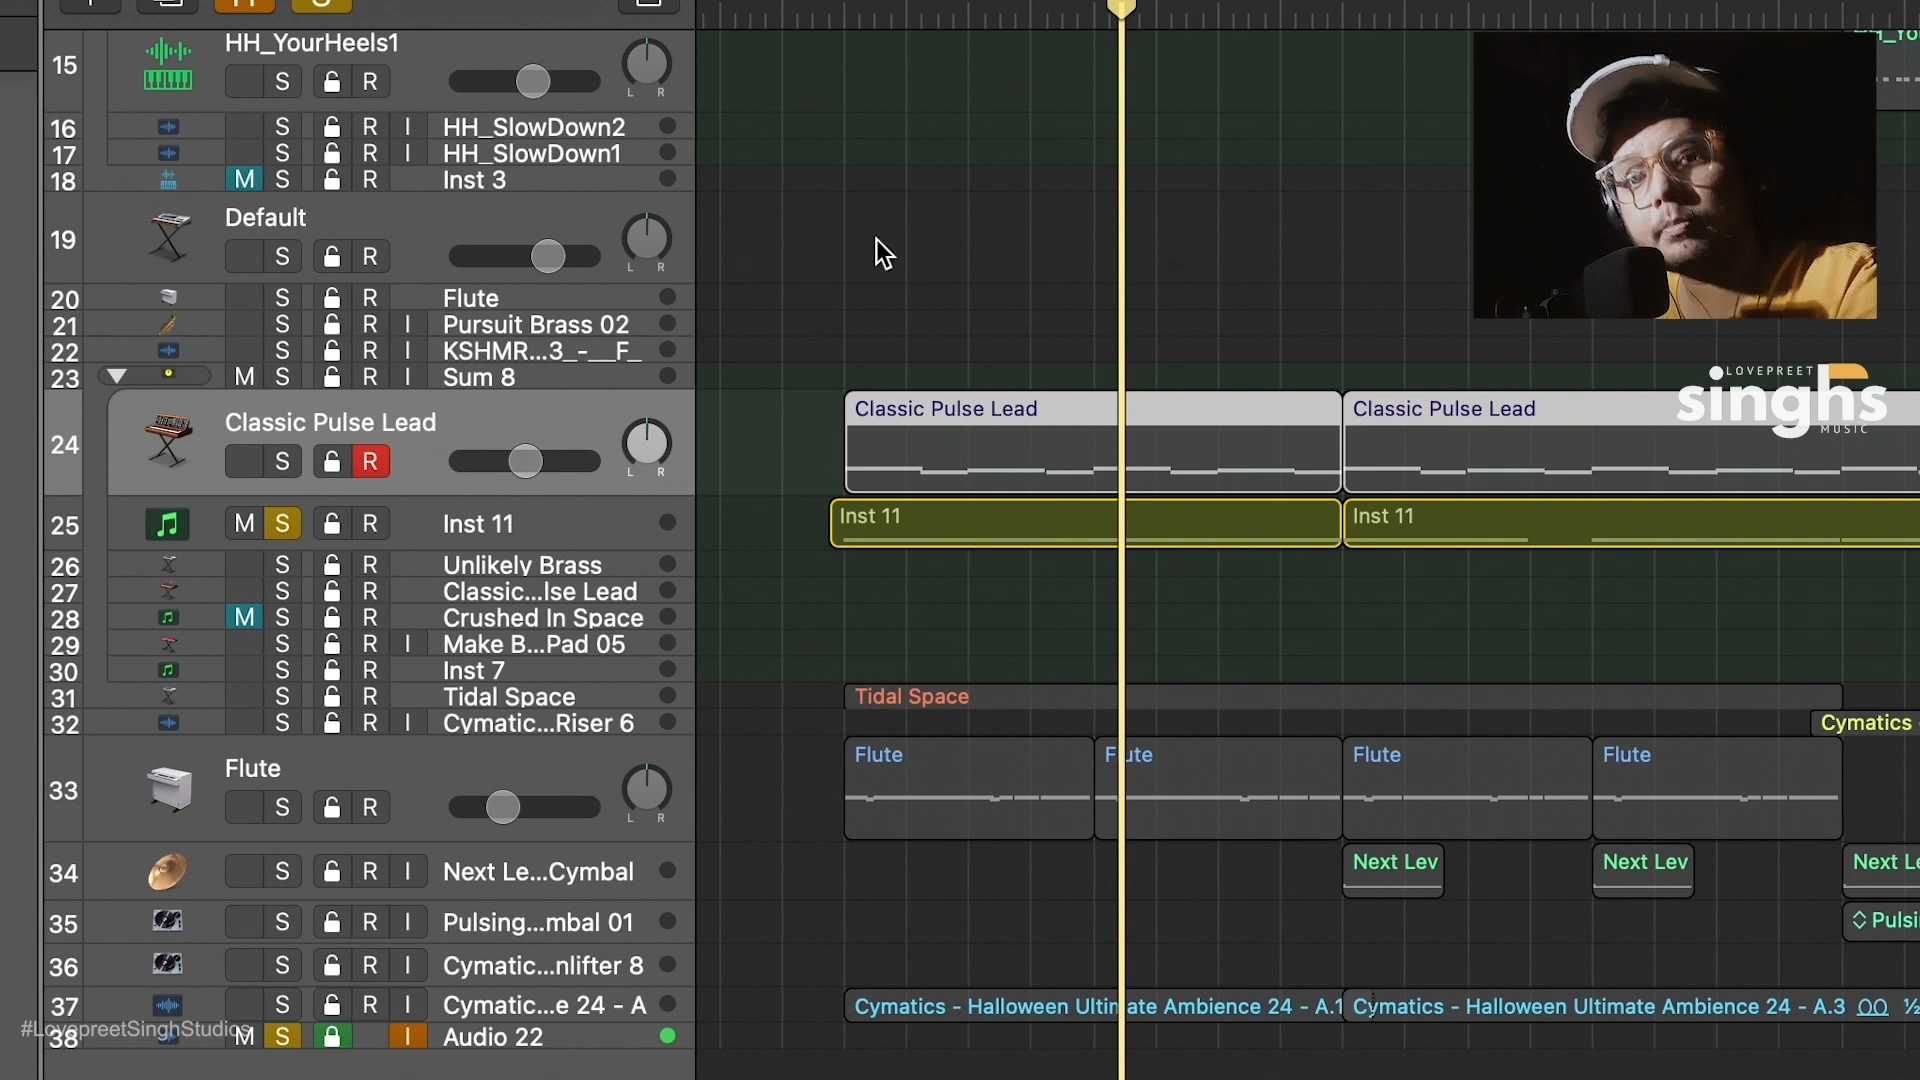 15 HH_YourHeels1
S R
L R
16 S R I HH_SlowDown2
17 S R I HH_SlowDown1
18 M S R Inst 3
19 Default
S R
L R
20 S R Flute
21 S R I Pursuit Brass 02
22 S R I KSHMR...3_-__F_
23 M S R I Sum 8
24 Classic Pulse Lead
S R
L R
25 M S R Inst 11
26 S R Unlikely Brass
27 S R Classic...lse Lead
28 M S R Crushed In Space
29 S R I Make B...Pad 05
30 S R Inst 7
31 S R Tidal Space
32 S R I Cymatic...Riser 6
33 Flute
S R
L R
34 S R I Next Le...Cymbal
35 S R I Pulsing...mbal 01
36 S R I Cymatic...nlifter 8
37 S R I Cymatic...e 24 - A
38 M S I Audio 22
#LovepreetSinghStudios
Classic Pulse Lead Classic Pulse Lead
Inst 11 Inst 11
Tidal Space
Cymatics
Flute Flute Flute Flute
Next Lev Next Lev Next Le
Pulsi
Cymatics - Halloween Ultimate Ambience 24 - A.1 Cymatics - Halloween Ultimate Ambience 24 - A.3
LOVEPREET
singhs
MUSIC